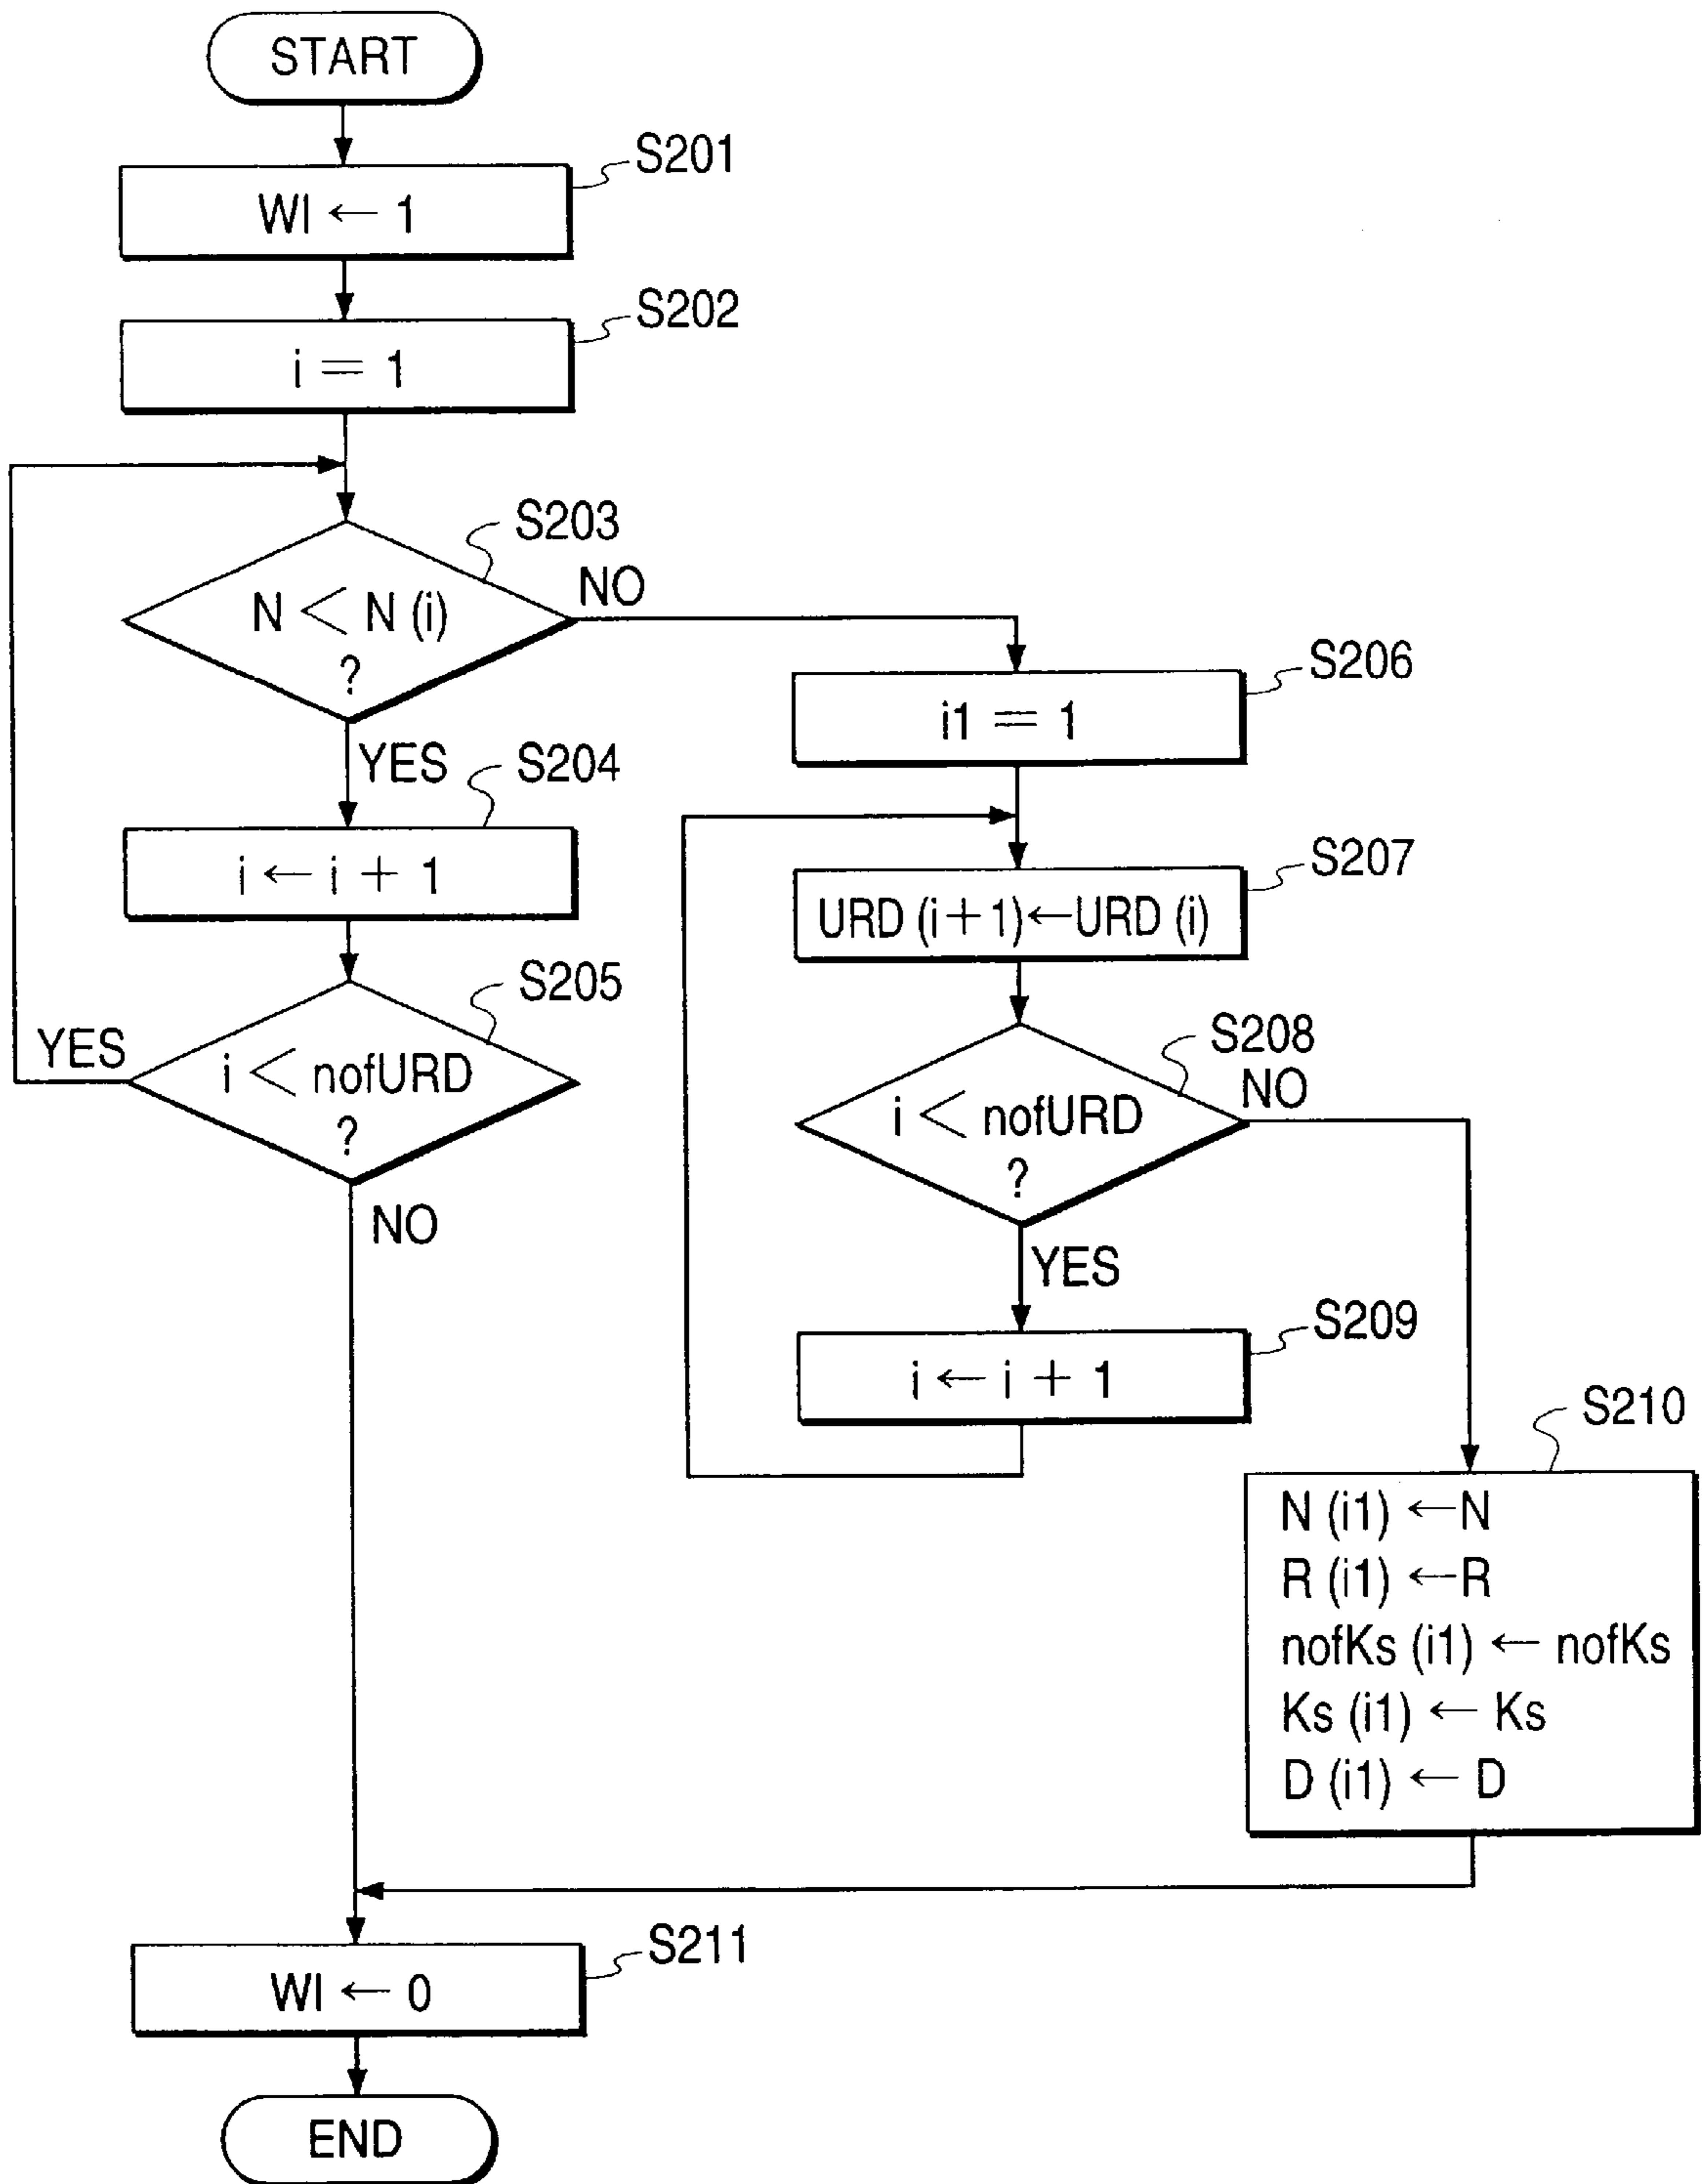 START
S201
WI ← 1
S202
i = 1
S203
N < N (i)
?
NO
YES
S204
i ← i + 1
S205
i < nofURD
?
YES
NO
S206
i1 = 1
S207
URD (i+1)←URD (i)
S208
i < nofURD
?
NO
YES
S209
i ← i + 1
S210
N (i1) ←N
R (i1) ←R
nofKs (i1) ← nofKs
Ks (i1) ← Ks
D (i1) ← D
S211
WI ← 0
END